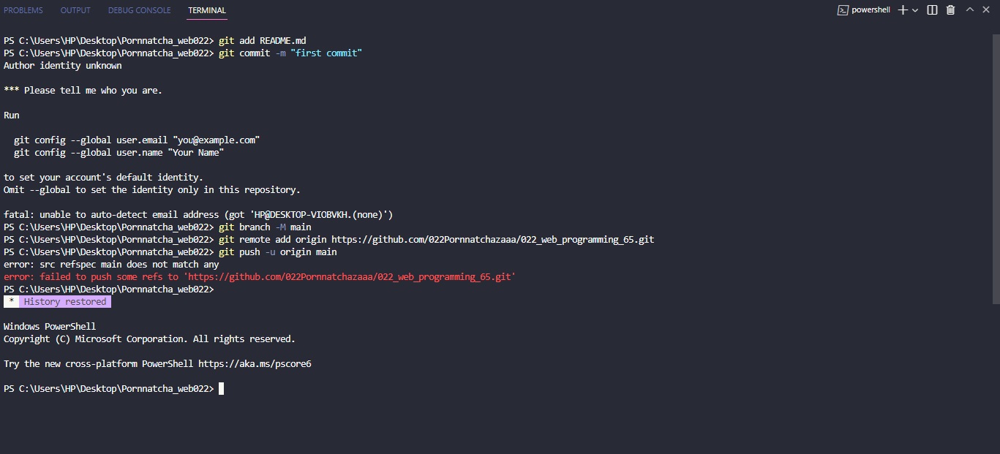 PROBLEMS OUTPUT DEBUG CONSOLE TERMINAL powershell
PS C:\Users\HP\Desktop\Pornnatcha_web022> git add README.md
PS C:\Users\HP\Desktop\Pornnatcha_web022> git commit -m "first commit"
Author identity unknown
*** Please tell me who you are.
Run
git config --global user.email "you@example.com"
git config --global user.name "Your Name"
to set your account's default identity.
Omit --global to set the identity only in this repository.
fatal: unable to auto-detect email address (got 'HP@DESKTOP-VIOBVKH.(none)')
PS C:\Users\HP\Desktop\Pornnatcha_web022> git branch -M main
PS C:\Users\HP\Desktop\Pornnatcha_web022> git remote add origin https://github.com/022Pornnatchazaaa/022_web_programming_65.git
PS C:\Users\HP\Desktop\Pornnatcha_web022> git push -u origin main
error: src refspec main does not match any
error: failed to push some refs to 'https://github.com/022Pornnatchazaaa/022_web_programming_65.git'
PS C:\Users\HP\Desktop\Pornnatcha_web022>
* History restored
Windows PowerShell
Copyright (C) Microsoft Corporation. All rights reserved.
Try the new cross-platform PowerShell https://aka.ms/pscore6
PS C:\Users\HP\Desktop\Pornnatcha_web022>